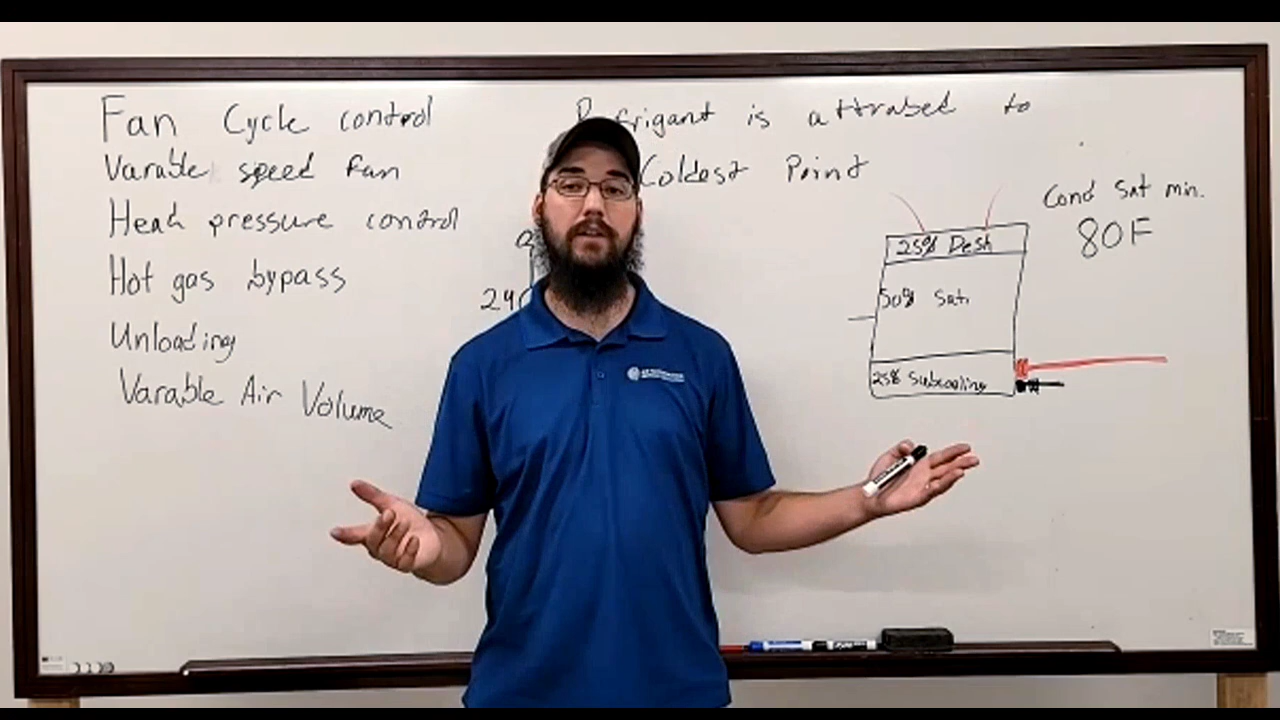 Fan Cycle control
Varable speed fan
Head pressure control
Hot gas bypass
Unloading
Varable Air Volume
24
is attrabed to
Coldest Point
Cond Sat min.
80F
25% Desh
50% Sat
25% Subcooling